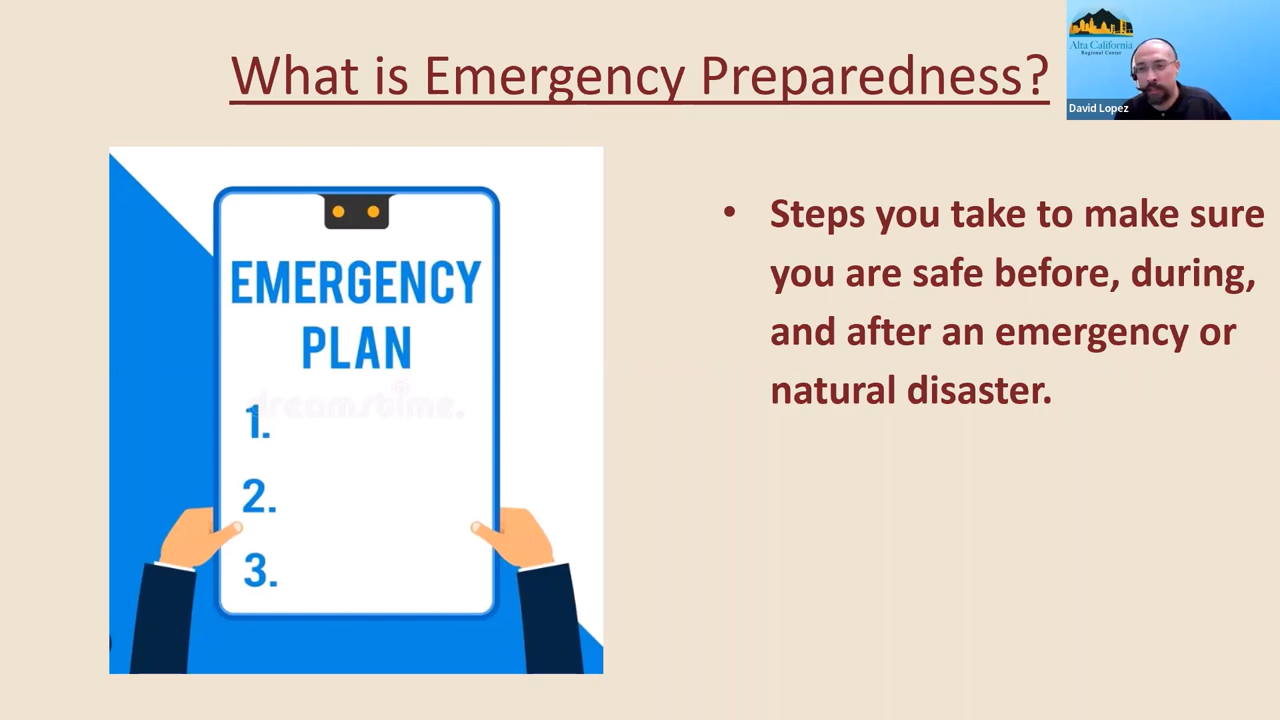 What is Emergency Preparedness?
Alta California
Regional Center
David Lopez
EMERGENCY
PLAN
dreamstime.
1.
2.
3.
• Steps you take to make sure
you are safe before, during,
and after an emergency or
natural disaster.